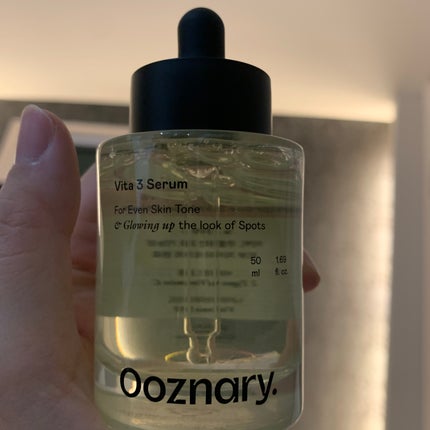 Vita 3 Serum
For Even Skin Tone
& Glowing up the look of Spots
50 1.69
ml fl. oz.
Ooznary.